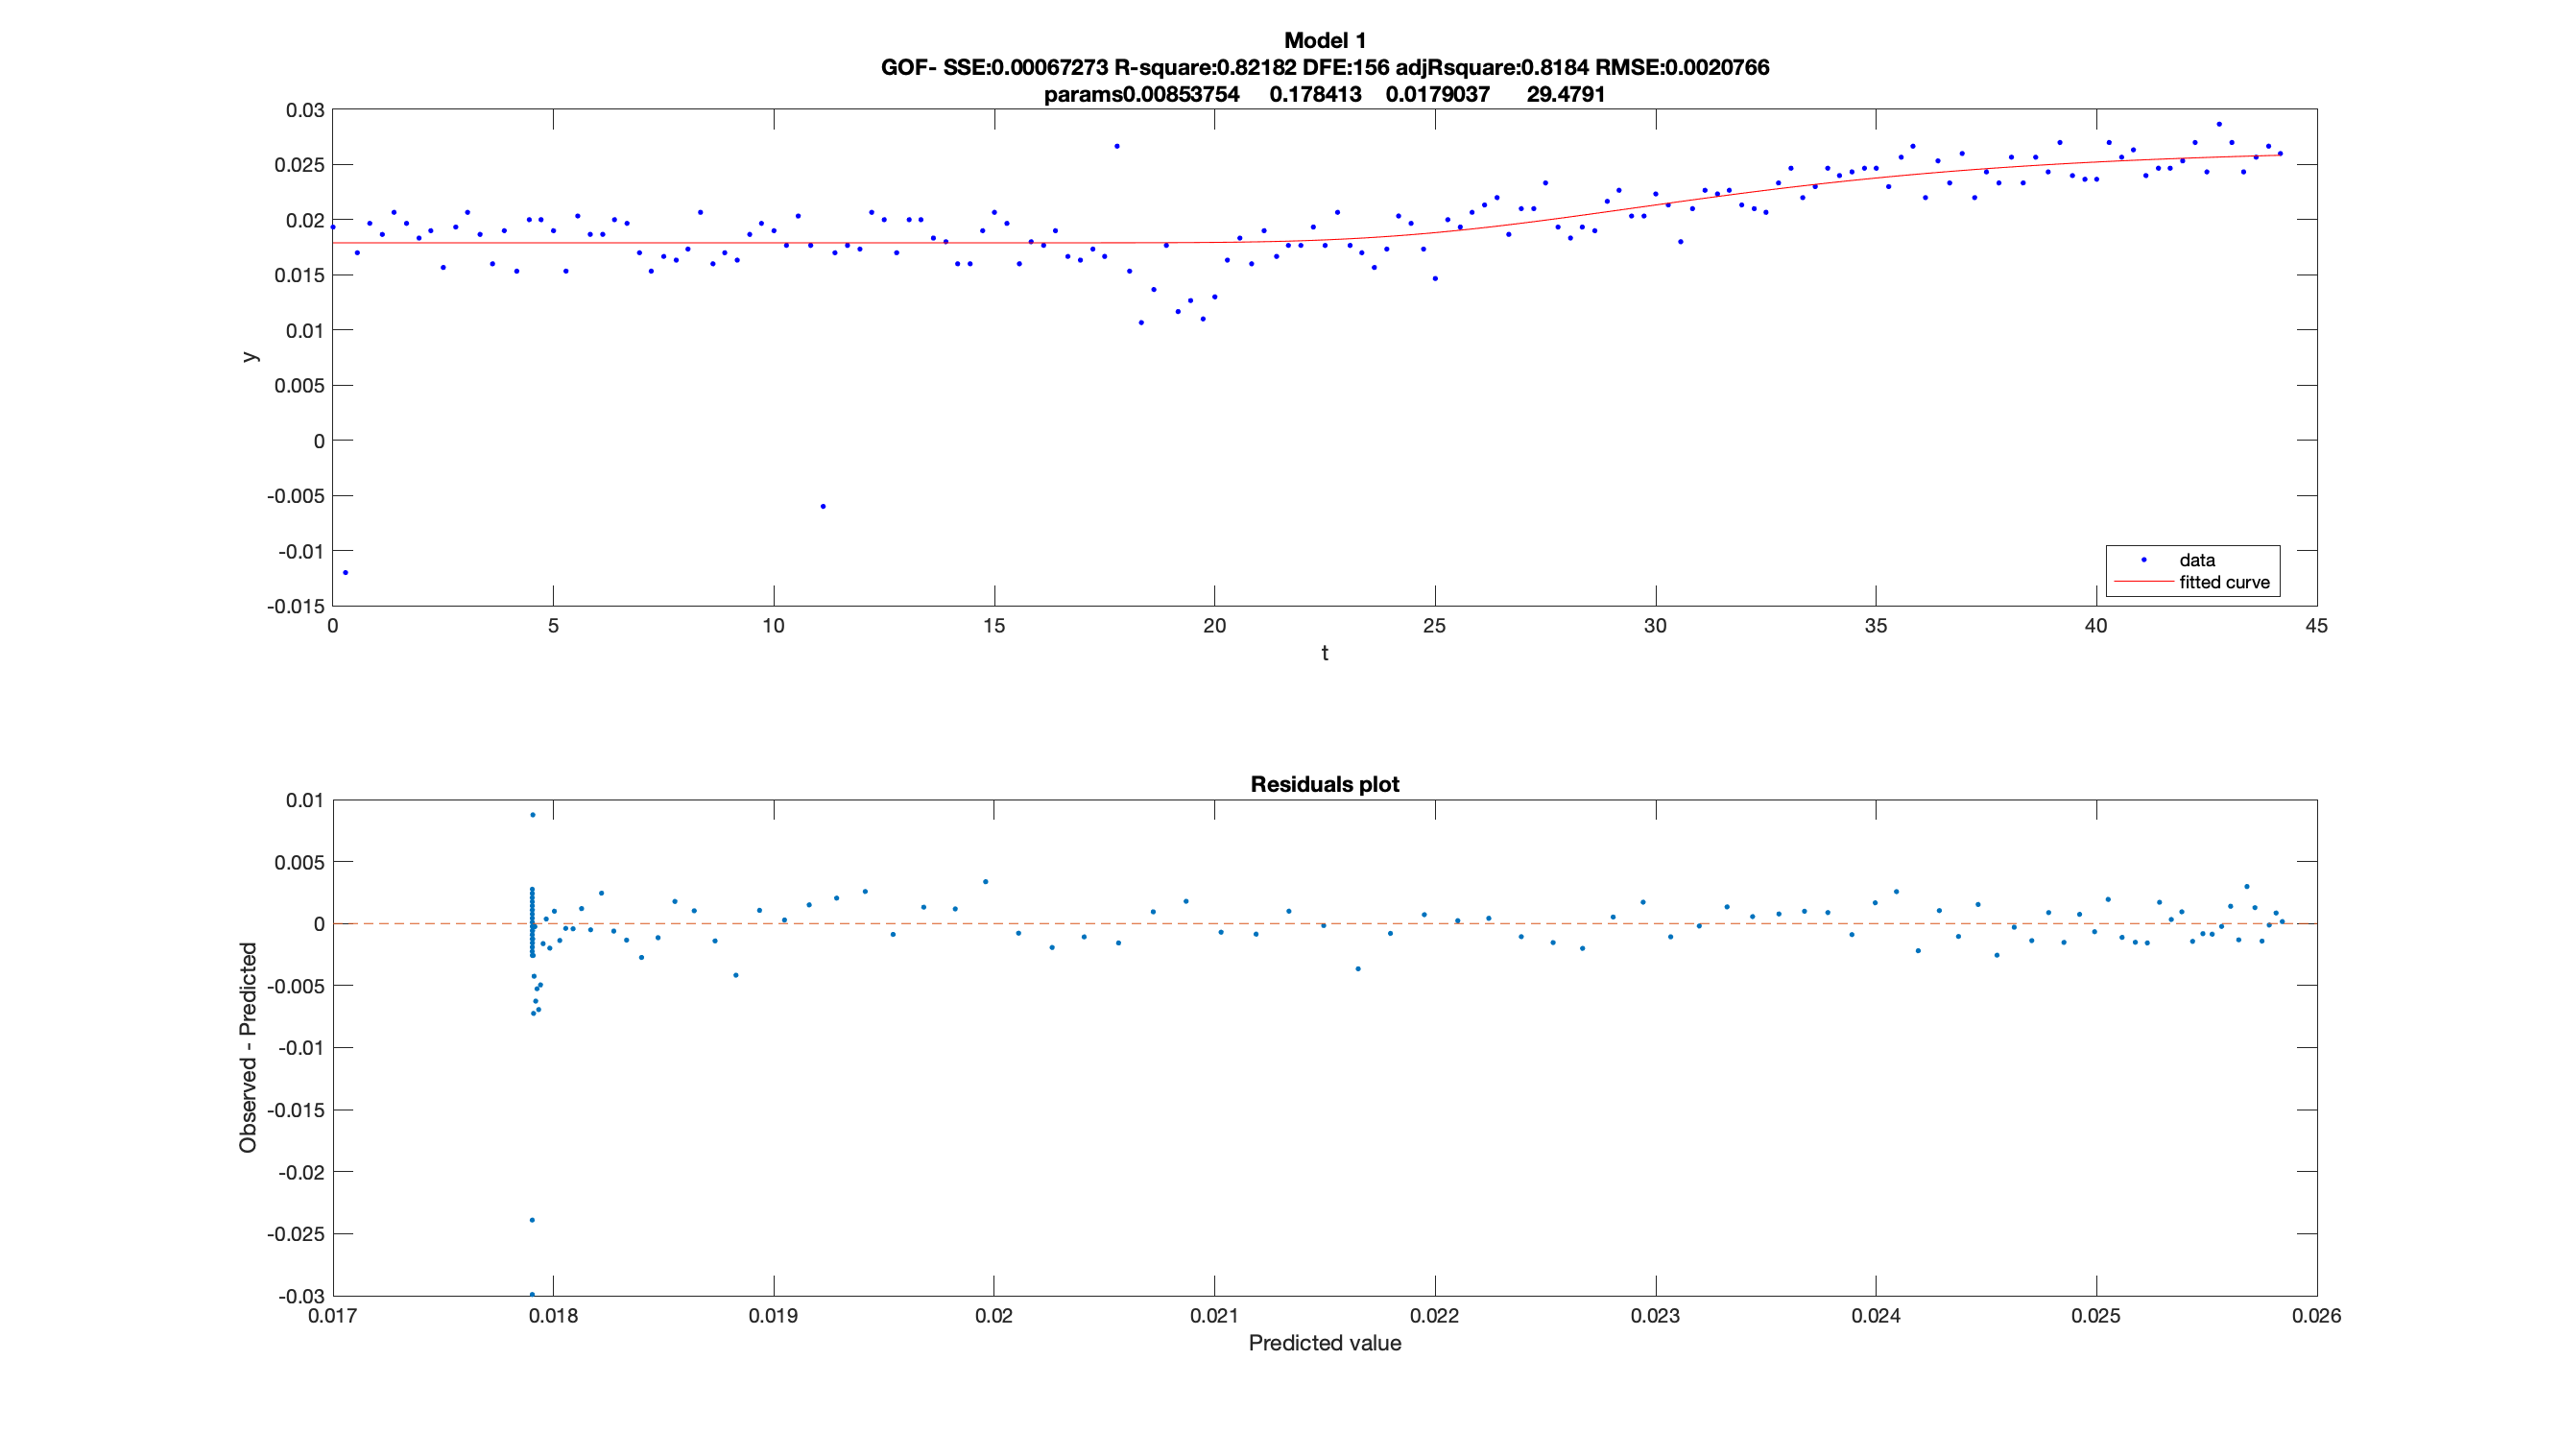 Model 1
GOF- SSE:0.00067273 R-square:0.82182 DFE:156 adjRsquare:0.8184 RMSE:0.0020766
params0.00853754 0.178413 0.0179037 29.4791
0.03
0.025
0.02
0.015
0.01
0.005
0
-0.005
-0.01
-0.015
y
0 5 10 15 20 25 30 35 40 45
t
data
fitted curve
Residuals plot
0.01
0.005
0
-0.005
-0.01
-0.015
-0.02
-0.025
-0.03
Observed - Predicted
0.017 0.018 0.019 0.02 0.021 0.022 0.023 0.024 0.025 0.026
Predicted value